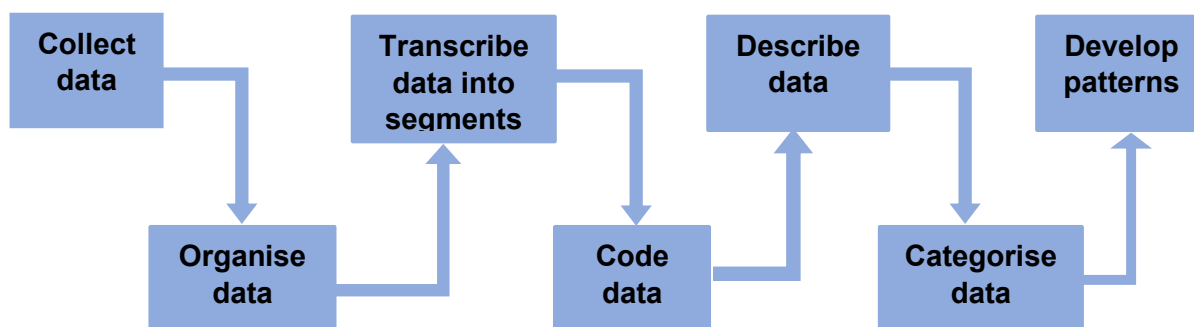 Collect
data
Organise
data
Transcribe
data into
segments
Code
data
Describe
data
Categorise
data
Develop
patterns